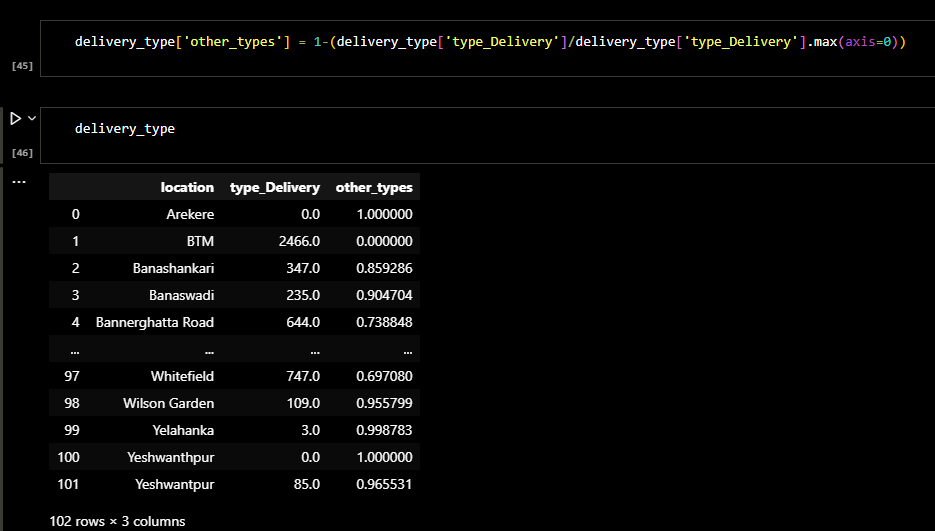 delivery_type['other_types'] = 1-(delivery_type['type_Delivery']/delivery_type['type_Delivery'].max(axis=0))
[45]
delivery_type
[46]
...
location type_Delivery other_types
0 Arekere 0.0 1.000000
1 BTM 2466.0 0.000000
2 Banashankari 347.0 0.859286
3 Banaswadi 235.0 0.904704
4 Bannerghatta Road 644.0 0.738848
... ... ... ...
97 Whitefield 747.0 0.697080
98 Wilson Garden 109.0 0.955799
99 Yelahanka 3.0 0.998783
100 Yeshwanthpur 0.0 1.000000
101 Yeshwantpur 85.0 0.965531
102 rows × 3 columns